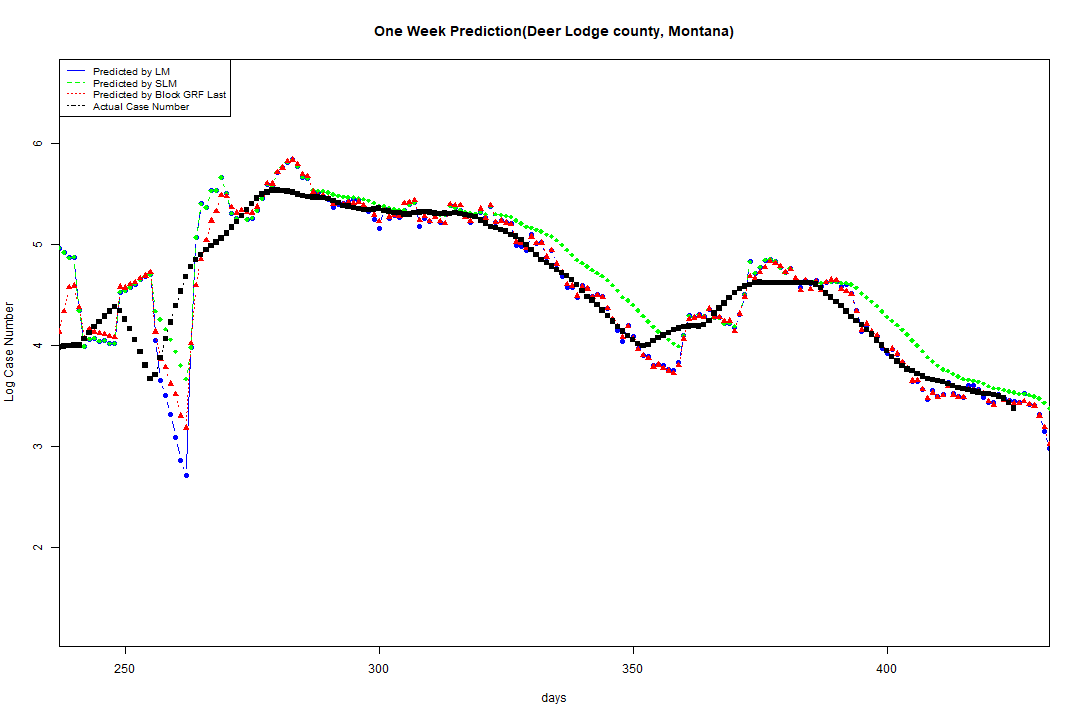 One Week Prediction(Deer Lodge county, Montana)
Predicted by LM
Predicted by SLM
Predicted by Block GRF Last
Actual Case Number
6
5
4
3
2
Log Case Number
250 300 350 400
days